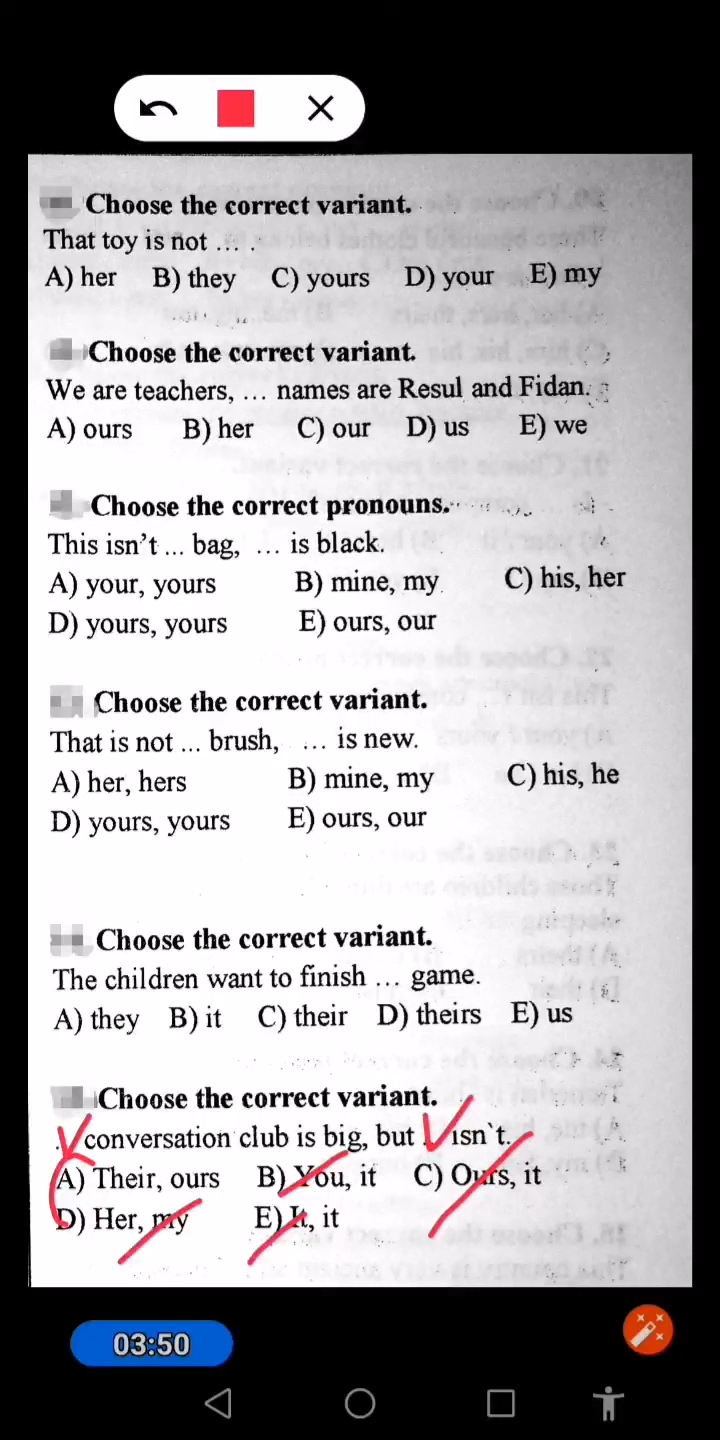 Choose the correct variant.
That toy is not ... .
A) her B) they C) yours D) your E) my
Choose the correct variant.
We are teachers, ... names are Resul and Fidan.
A) ours B) her C) our D) us E) we
Choose the correct pronouns.
This isn't ... bag, ... is black.
A) your, yours B) mine, my C) his, her
D) yours, yours E) ours, our
Choose the correct variant.
That is not ... brush, ... is new.
A) her, hers B) mine, my C) his, he
D) yours, yours E) ours, our
Choose the correct variant.
The children want to finish ... game.
A) they B) it C) their D) theirs E) us
Choose the correct variant.
conversation club is big, but isn't.
A) Their, ours B) You, it C) Ours, it
D) Her, my E) It, it
03:50